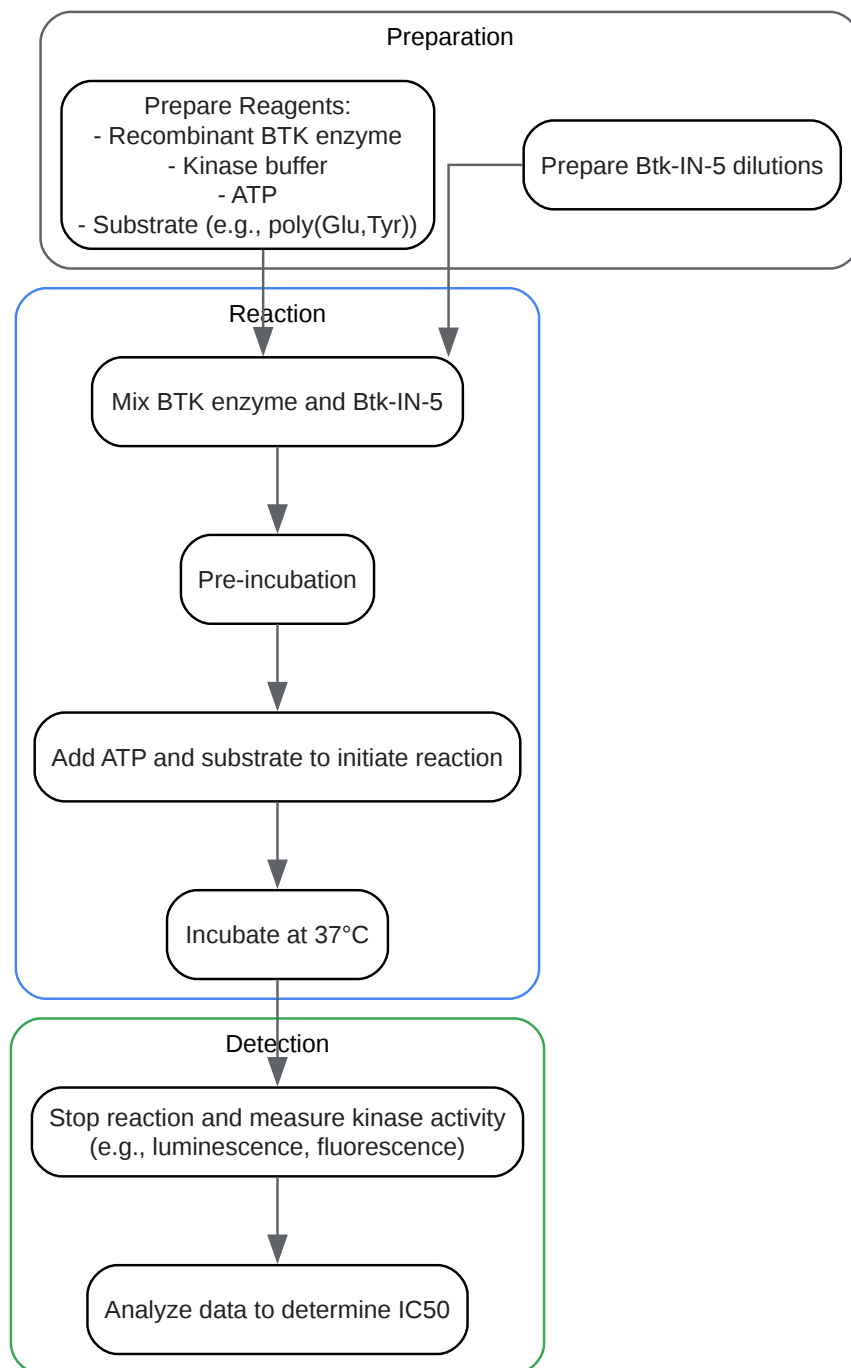 Preparation
Prepare Reagents:
- Recombinant BTK enzyme
- Kinase buffer
- ATP
- Substrate (e.g., poly(Glu,Tyr))
Prepare Btk-IN-5 dilutions
Reaction
Mix BTK enzyme and Btk-IN-5
Pre-incubation
Add ATP and substrate to initiate reaction
Incubate at 37°C
Detection
Stop reaction and measure kinase activity
(e.g., luminescence, fluorescence)
Analyze data to determine IC50